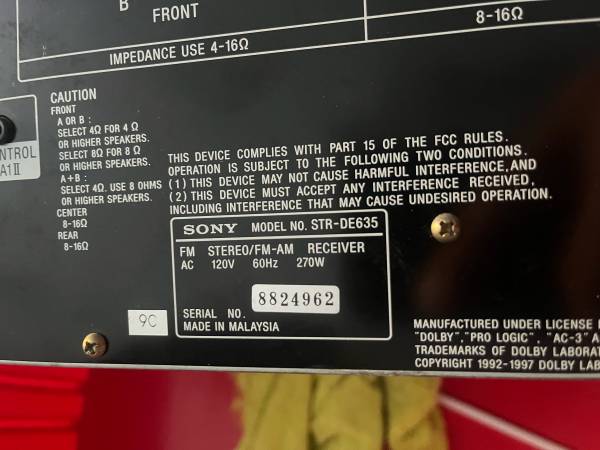 B
FRONT
8-16Ω
IMPEDANCE USE 4-16Ω
CAUTION
FRONT
A OR B :
SELECT 4Ω FOR 4 Ω
OR HIGHER SPEAKERS.
SELECT 8Ω FOR 8 Ω
OR HIGHER SPEAKERS.
A+B :
SELECT 4Ω. USE 8 OHMS
OR HIGHER SPEAKERS.
CENTER
8-16Ω
REAR
8-16Ω
NTROL
A1II
THIS DEVICE COMPLIES WITH PART 15 OF THE FCC RULES.
OPERATION IS SUBJECT TO THE FOLLOWING TWO CONDITIONS.
(1) THIS DEVICE MAY NOT CAUSE HARMFUL INTERFERENCE,AND
(2) THIS DEVICE MUST ACCEPT ANY INTERFERENCE RECEIVED,
INCLUDING INTERFERENCE THAT MAY CAUSE UNDESIRED OPERATION.
SONY MODEL NO. STR-DE635
FM STEREO/FM-AM RECEIVER
AC 120V 60Hz 270W
8824962
SERIAL NO.
MADE IN MALAYSIA
9C
MANUFACTURED UNDER LICENSE
"DOLBY","PRO LOGIC", "AC-3" A
TRADEMARKS OF DOLBY LABORAT
COPYRIGHT 1992-1997 DOLBY LAB